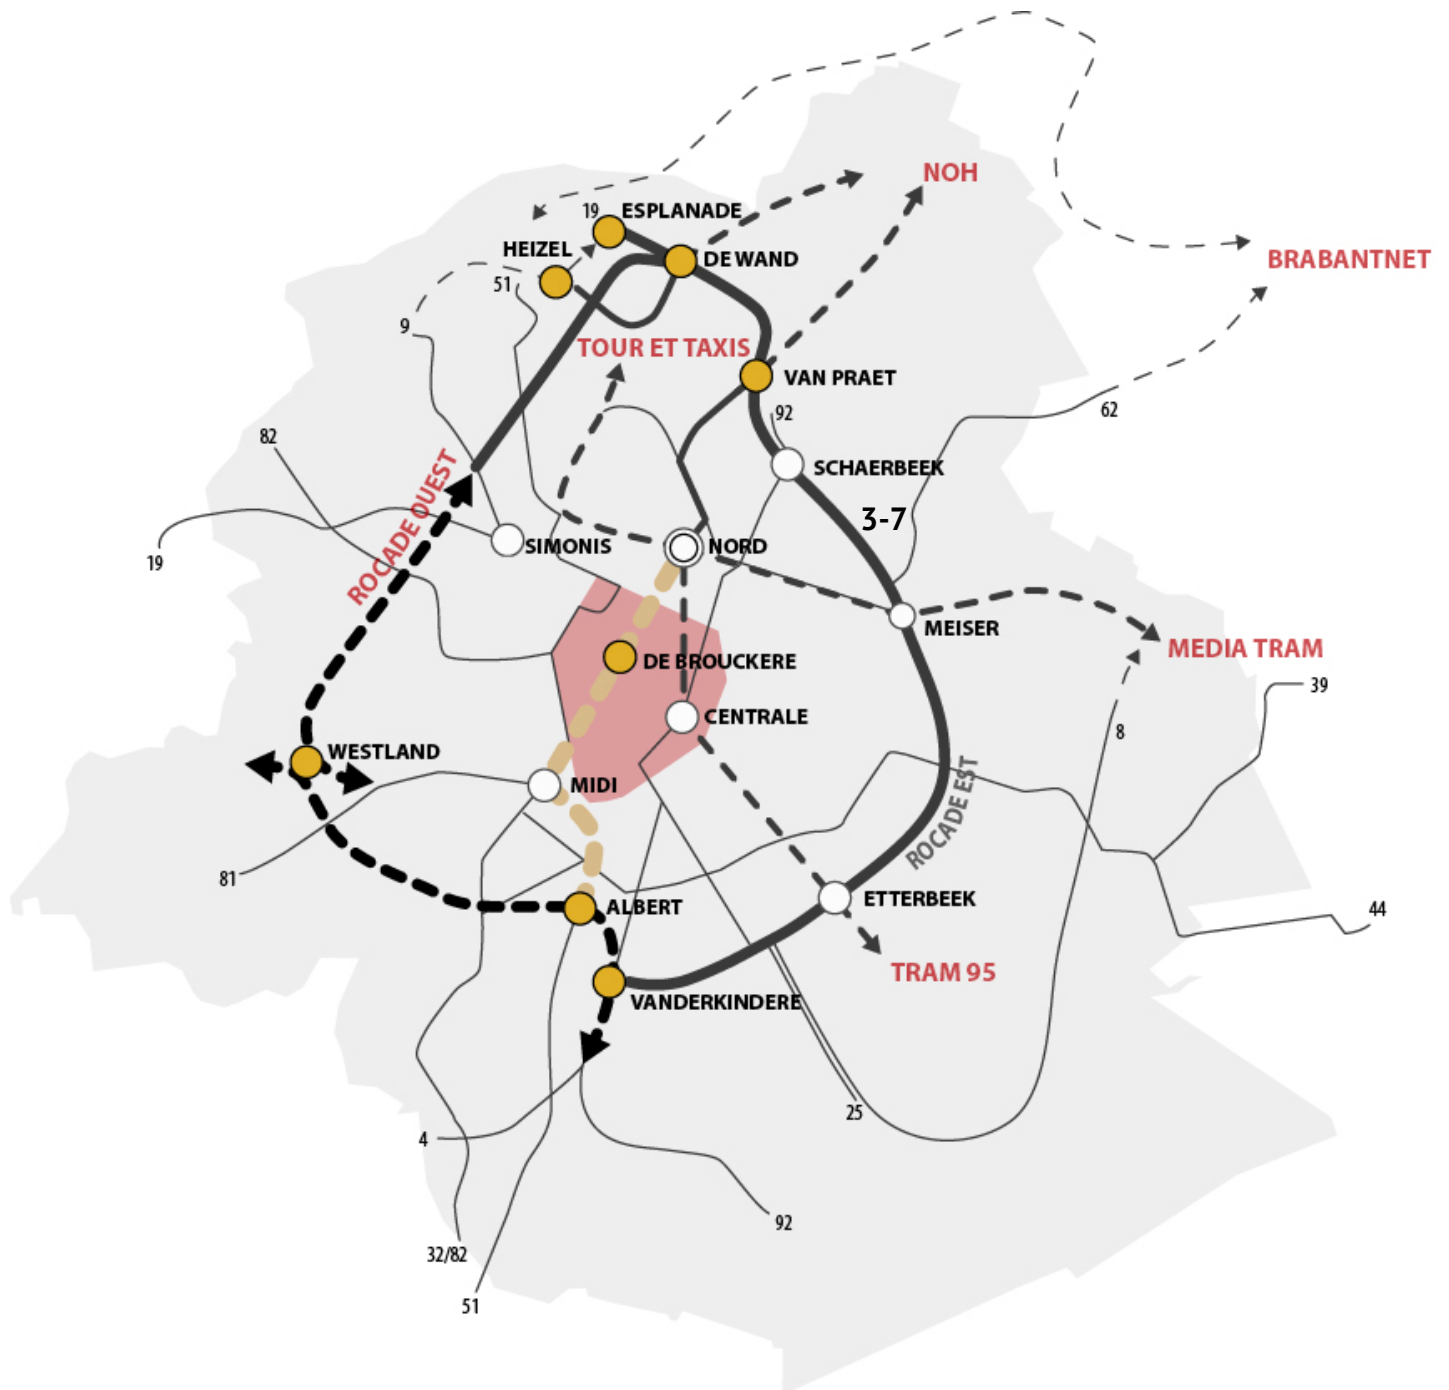 NOH
19
ESPLANADE
HEIZEL
DE WAND
BRABANTNET
51
9
TOUR ET TAXIS
VAN PRAET
62
92
82
SCHAERBEEK
ROCADE OUEST
3-7
19
SIMONIS
NORD
MEISER
MEDIA TRAM
DE BROUCKERE
39
CENTRALE
8
WESTLAND
MIDI
ROCADE EST
81
ALBERT
ETTERBEEK
44
TRAM 95
VANDERKINDERE
25
4
92
32/82
51